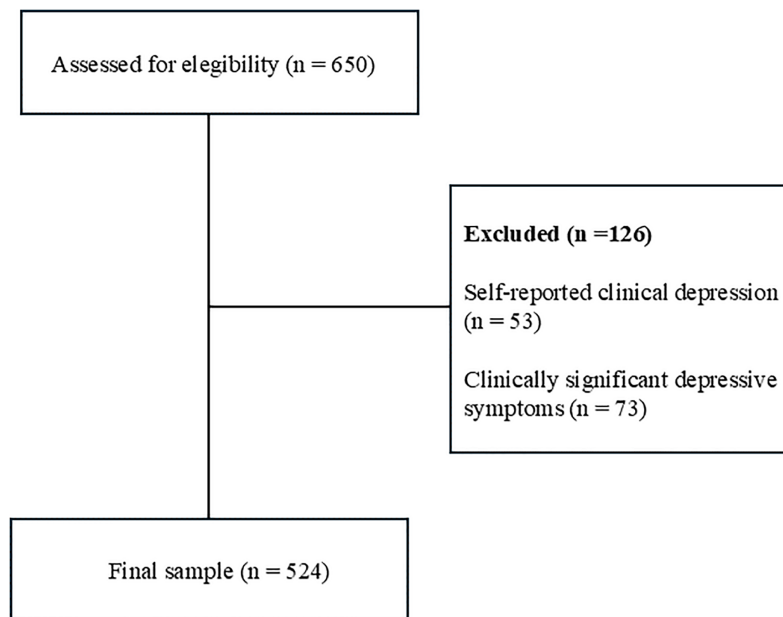 Assessed for elegibility (n = 650)
Excluded (n =126)
Self-reported clinical depression
(n = 53)
Clinically significant depressive
symptoms (n = 73)
Final sample (n = 524)